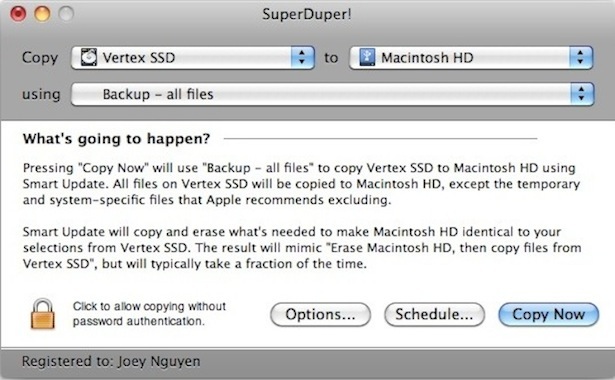 SuperDuper!
Copy Vertex SSD to Macintosh HD
using Backup – all files
What's going to happen?
Pressing "Copy Now" will use "Backup – all files" to copy Vertex SSD to Macintosh HD using
Smart Update. All files on Vertex SSD will be copied to Macintosh HD, except the temporary
and system-specific files that Apple recommends excluding.
Smart Update will copy and erase what's needed to make Macintosh HD identical to your
selections from Vertex SSD. The result will mimic "Erase Macintosh HD, then copy files from
Vertex SSD", but will typically take a fraction of the time.
Click to allow copying without
password authentication.
Options... Schedule... Copy Now
Registered to: Joey Nguyen